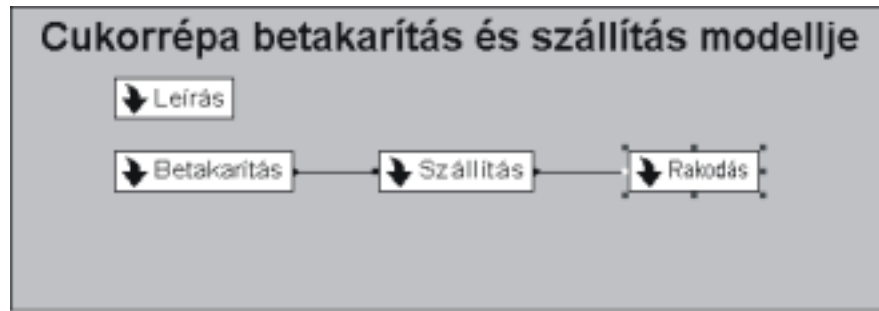 Cukorrépa betakarítás és szállítás modellje
Leírás
Betakarítás Szállítás Rakodás